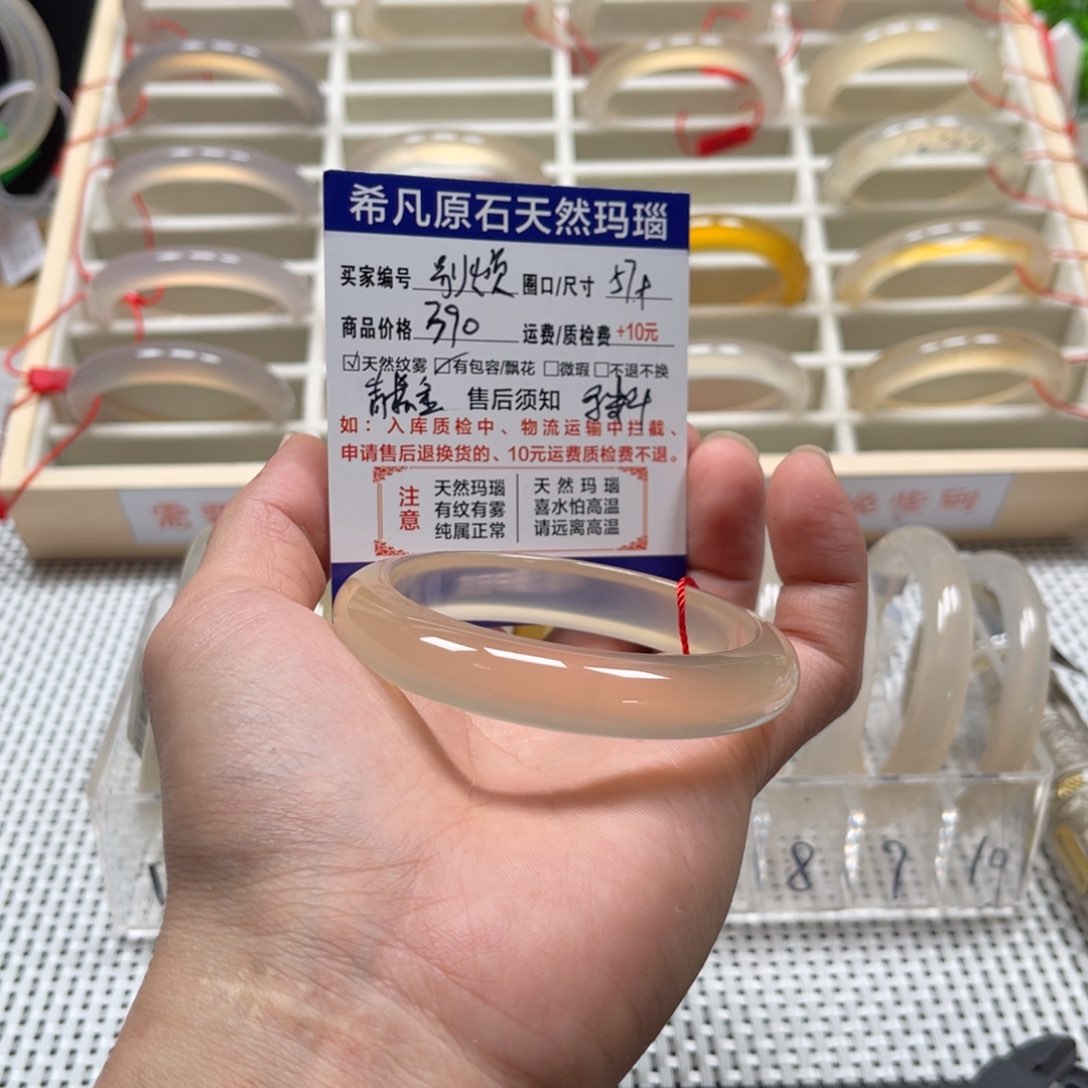 希凡原石天然玛瑙
买家编号 别烦 圈口/尺寸 57+
商品价格 390 运费/质检费 +10元
☑天然纹雾 ☑有包容/飘花 □微瑕 □不退不换
售后须知
如：入库质检中、物流运输中拦截、
申请售后退换货的、10元运费质检费不退。
注意
天然玛瑙
有纹有雾
纯属正常
天然玛瑙
喜水怕高温
请远离高温
8 9 10